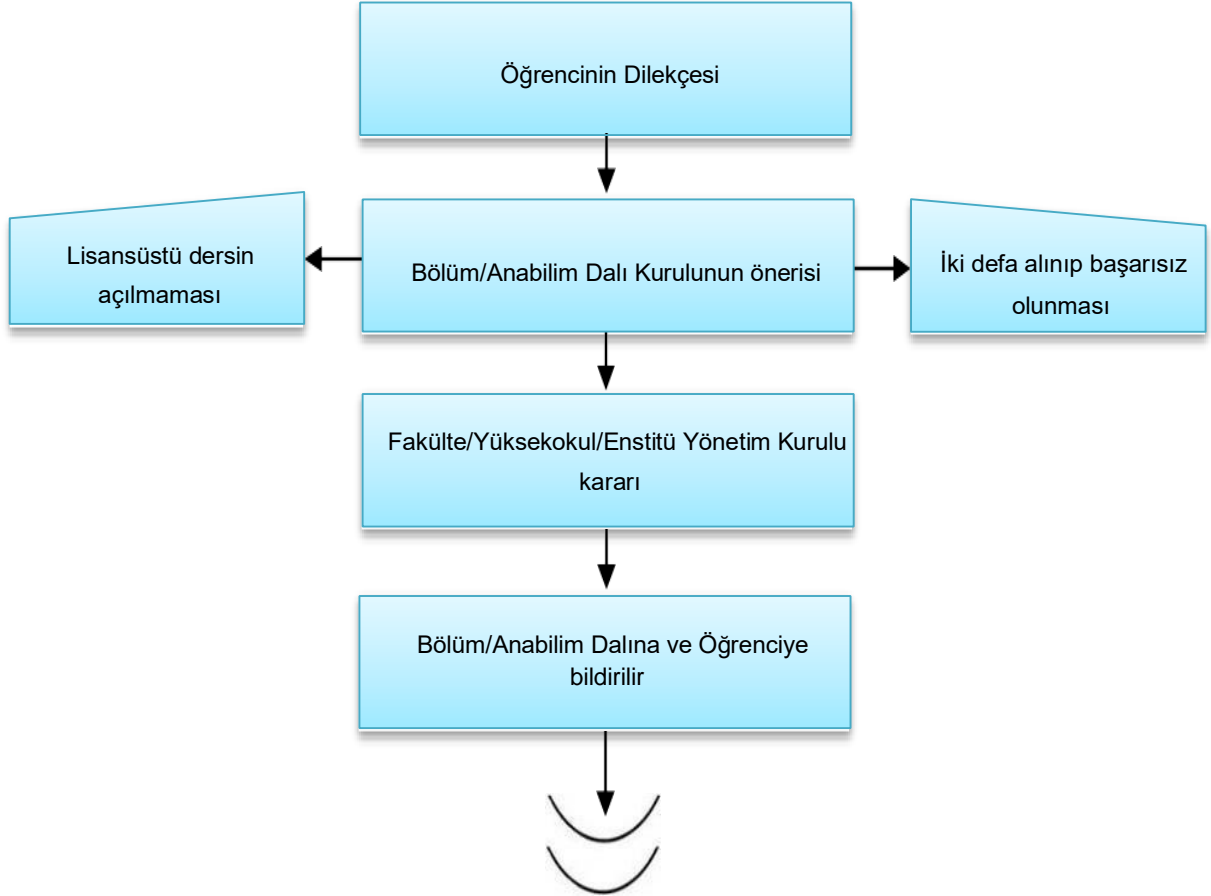 Öğrencinin Dilekçesi
Lisansüstü dersin
açılmaması
Bölüm/Anabilim Dalı Kurulunun önerisi
İki defa alınıp başarısız
olunması
Fakülte/Yüksekokul/Enstitü Yönetim Kurulu
kararı
Bölüm/Anabilim Dalına ve Öğrenciye
bildirilir